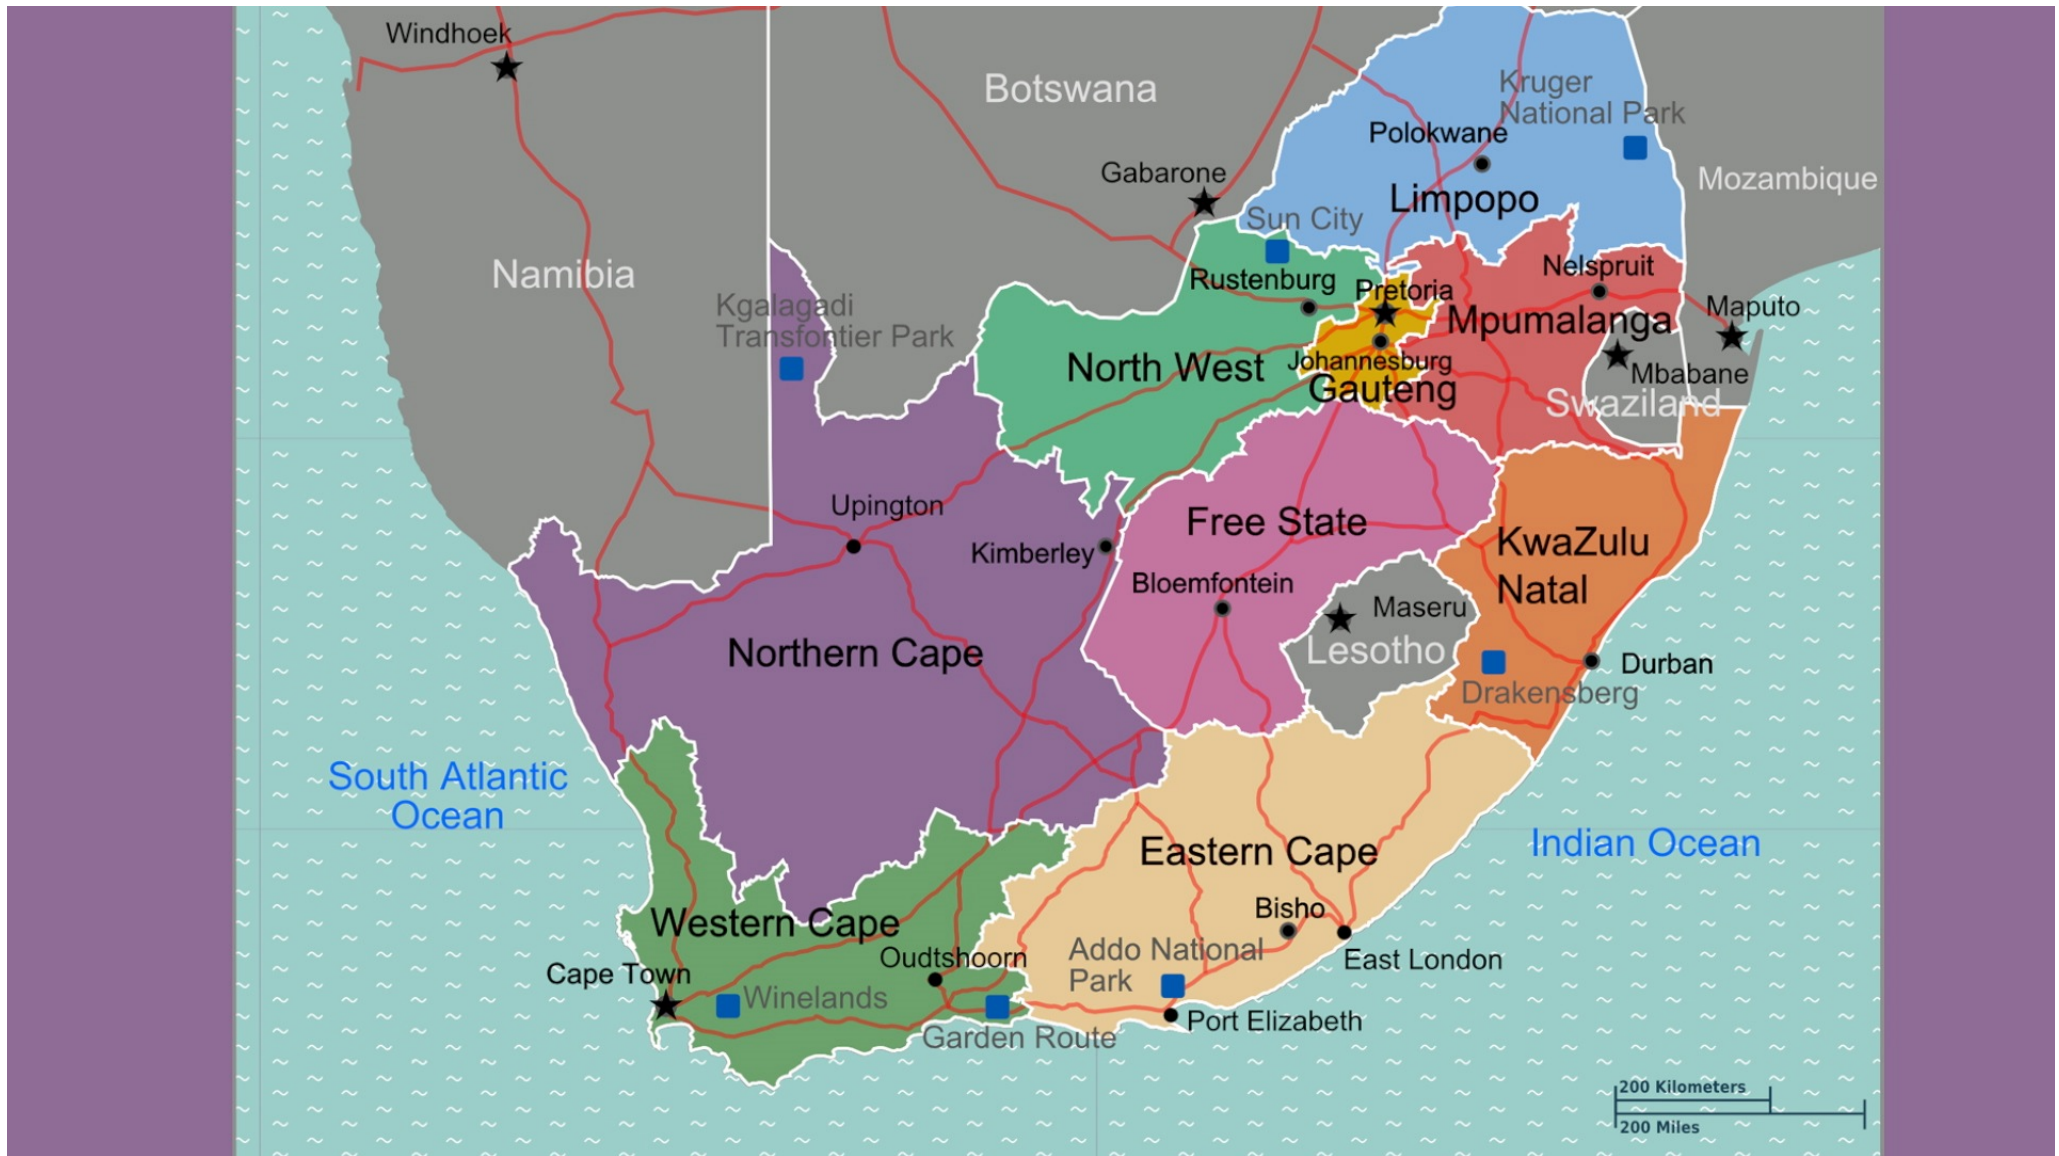 Windhoek
Botswana
Kruger
National Park
Polokwane
Gabarone
Mozambique
Limpopo
Sun City
Namibia
Nelspruit
Rustenburg
Pretoria
Kgalagadi
Transfontier Park
Maputo
Mpumalanga
North West
Johannesburg
Mbabane
Gauteng
Swaziland
Upington
Free State
KwaZulu
Natal
Kimberley
Bloemfontein
Maseru
Northern Cape
Lesotho
Durban
Drakensberg
South Atlantic
Ocean
Indian Ocean
Eastern Cape
Western Cape
Bisho
Oudtshoorn
Addo National
Park
East London
Cape Town
Winelands
Garden Route
Port Elizabeth
200 Kilometers
200 Miles